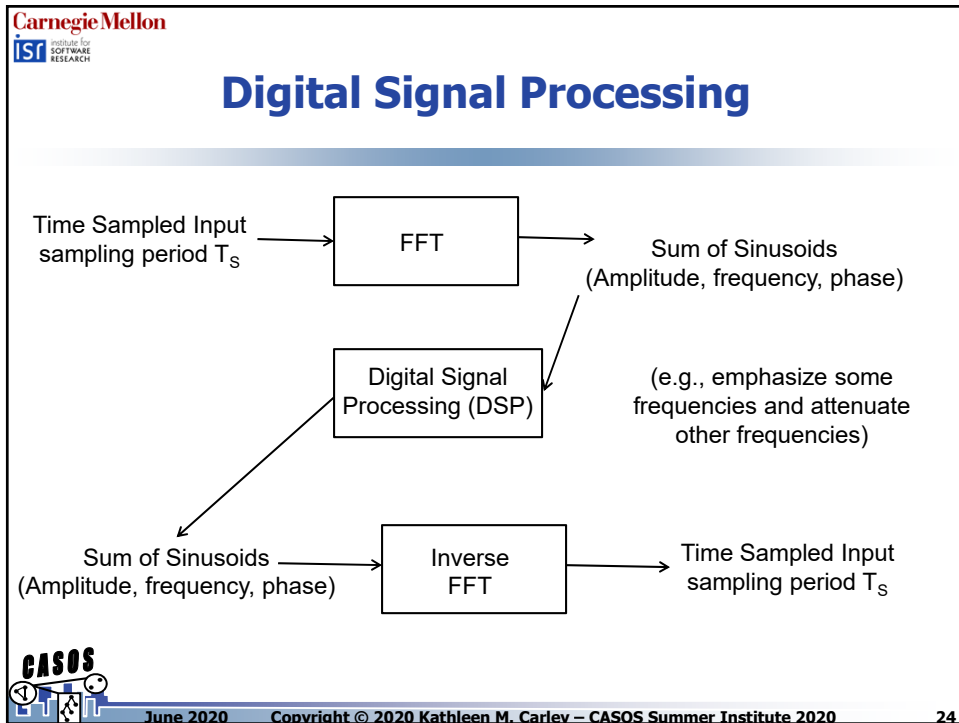 Carnegie Mellon
isr institute for
SOFTWARE
RESEARCH
Digital Signal Processing
Time Sampled Input
sampling period T_S
FFT
Sum of Sinusoids
(Amplitude, frequency, phase)
Digital Signal
Processing (DSP)
(e.g., emphasize some
frequencies and attenuate
other frequencies)
Sum of Sinusoids
(Amplitude, frequency, phase)
Inverse
FFT
Time Sampled Input
sampling period T_S
CASOS
June 2020 Copyright © 2020 Kathleen M. Carley – CASOS Summer Institute 2020 24